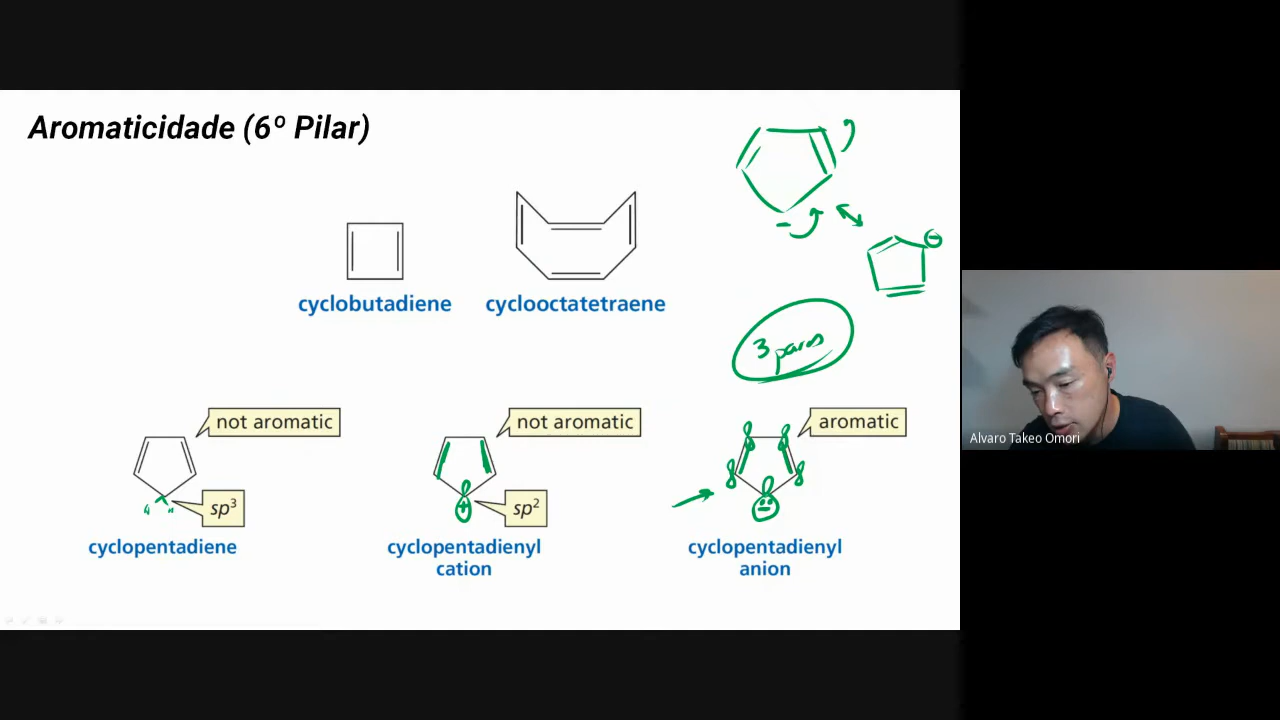 Aromaticidade (6º Pilar)
cyclobutadiene
cyclooctatetraene
3 pares
not aromatic
not aromatic
aromatic
sp³
sp²
cyclopentadiene
cyclopentadienyl
cation
cyclopentadienyl
anion
Alvaro Takeo Omori